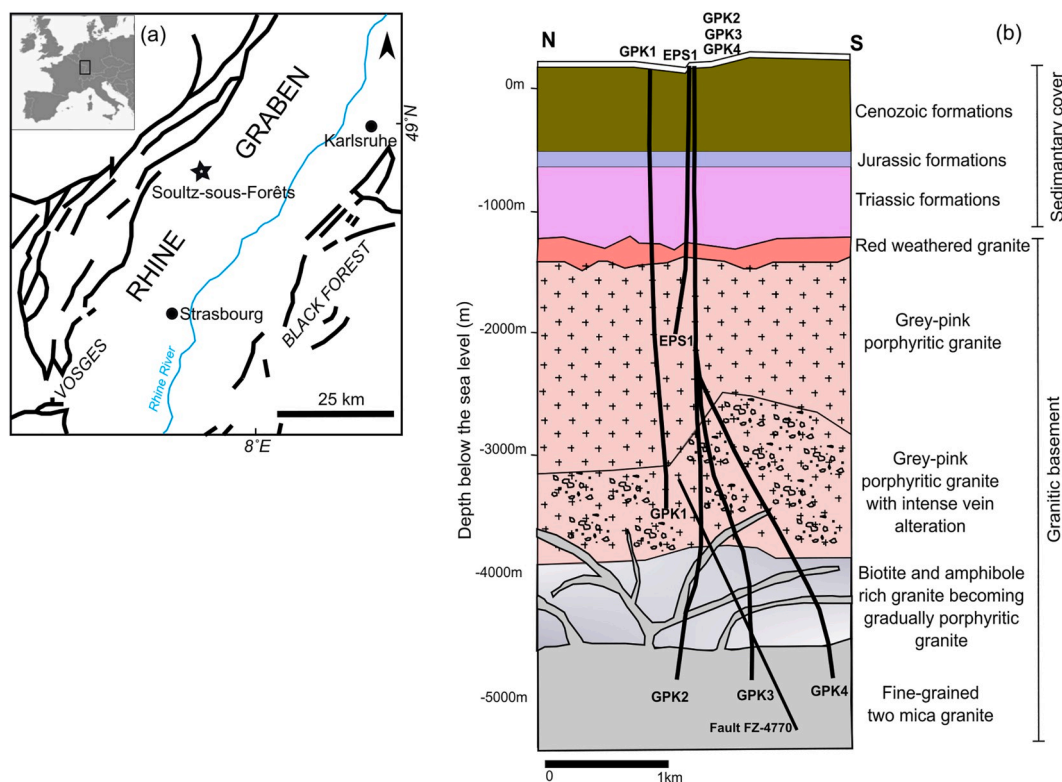 (a)
GRABEN
49°N
Karlsruhe
Soultz-sous-Forêts
RHINE
Strasbourg
BLACK FOREST
VOSGES
Rhine River
25 km
8°E
(b)
N
S
GPK1
EPS1
GPK2
GPK3
GPK4
0m
-1000m
-2000m
-3000m
-4000m
-5000m
Depth below the sea level (m)
Cenozoic formations
Jurassic formations
Triassic formations
Red weathered granite
Grey-pink
porphyritic granite
Grey-pink
porphyritic granite
with intense vein
alteration
Biotite and amphibole
rich granite becoming
gradually porphyritic
granite
Fine-grained
two mica granite
Sedimantary cover
Granitic basement
EPS1
GPK1
GPK2
GPK3
GPK4
Fault FZ-4770
0
1km